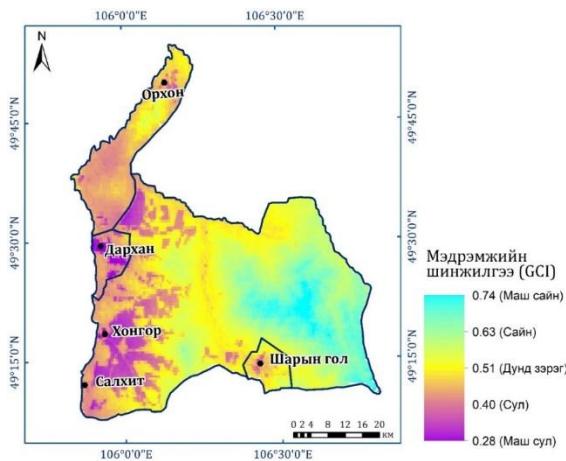 106°0'0"E
106°30'0"E
N
49°45'0"N
49°45'0"N
Орхон
49°30'0"N
49°30'0"N
Дархан
Хонгор
49°15'0"N
49°15'0"N
Шарын гол
Салхит
0 2 4 8 12 16 20
КМ
106°0'0"E
106°30'0"E
Мэдрэмжийн
шинжилгээ (GCI)
0.74 (Маш сайн)
0.63 (Сайн)
0.51 (Дунд зэрэг)
0.40 (Сул)
0.28 (Маш сул)